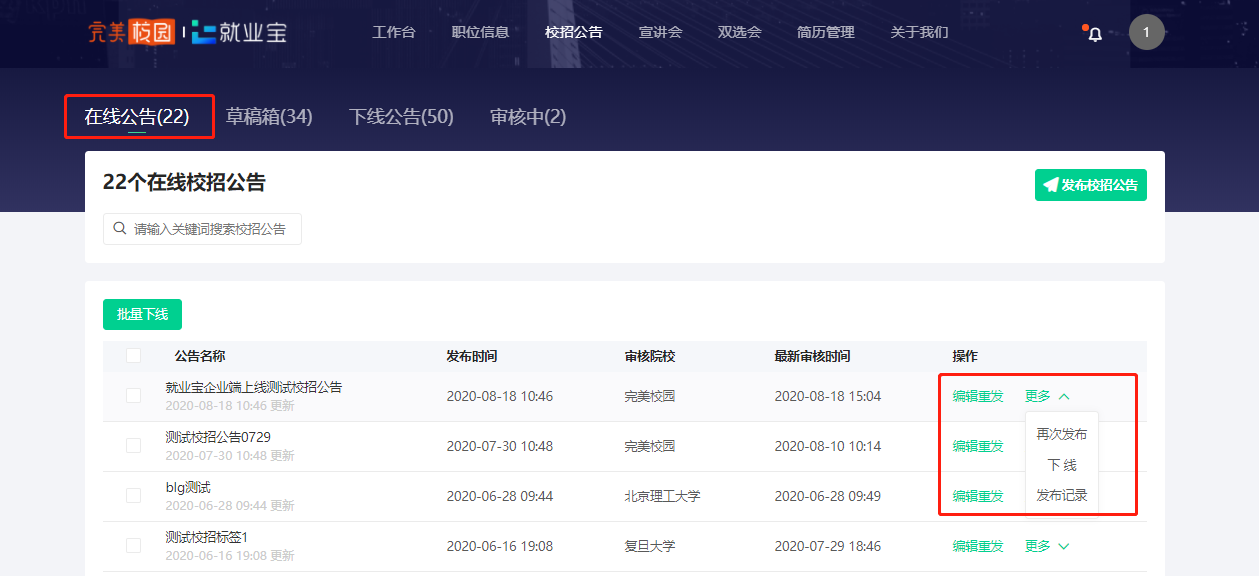 完美校园 | 就业宝 工作台 职位信息 校招公告 宣讲会 双选会 简历管理 关于我们 1
在线公告(22) 草稿箱(34) 下线公告(50) 审核中(2)
22个在线校招公告
发布校招公告
请输入关键词搜索校招公告
批量下线
公告名称 发布时间 审核院校 最新审核时间 操作
就业宝企业端上线测试校招公告
2020-08-18 10:46 更新
2020-08-18 10:46 完美校园 2020-08-18 15:04 编辑重发 更多
再次发布
下 线
发布记录
测试校招公告0729
2020-07-30 10:48 更新
2020-07-30 10:48 完美校园 2020-08-10 10:14 编辑重发
blg测试
2020-06-28 09:44 更新
2020-06-28 09:44 北京理工大学 2020-06-28 09:49 编辑重发
测试校招标签1
2020-06-16 19:08 更新
2020-06-16 19:08 复旦大学 2020-07-29 18:46 编辑重发 更多